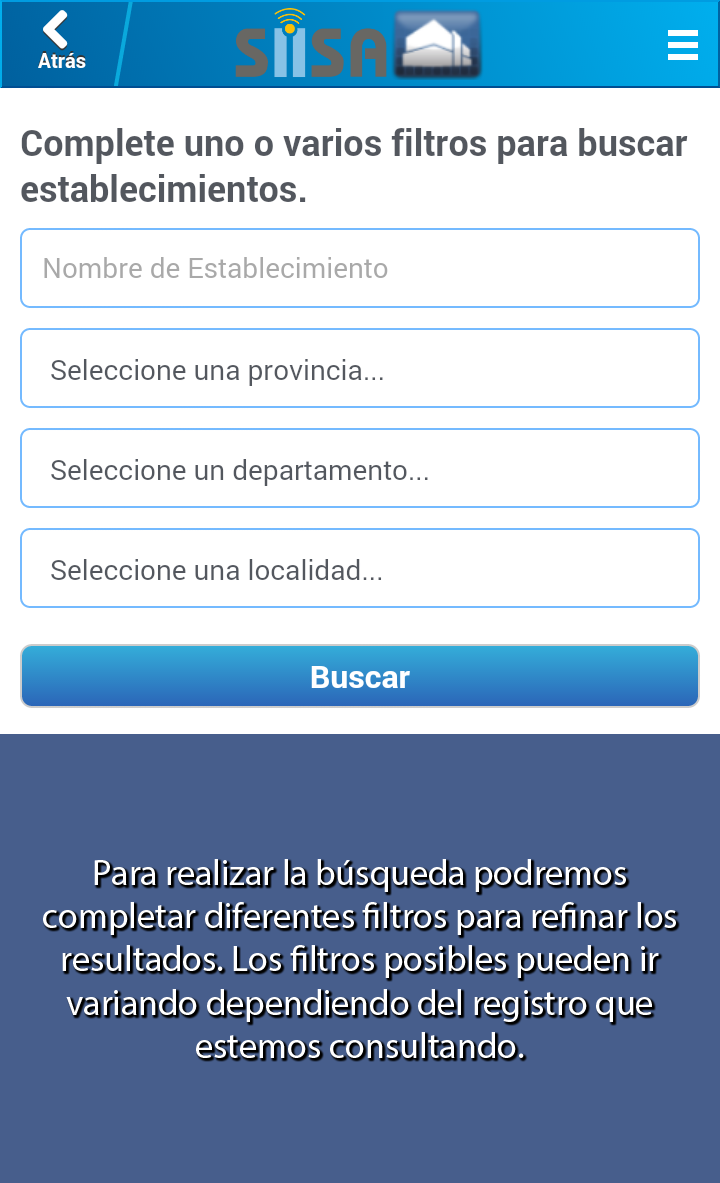 Atrás
SIISA
Complete uno o varios filtros para buscar
establecimientos.
Nombre de Establecimiento
Seleccione una provincia...
Seleccione un departamento...
Seleccione una localidad...
Buscar
Para realizar la búsqueda podremos
completar diferentes filtros para refinar los
resultados. Los filtros posibles pueden ir
variando dependiendo del registro que
estemos consultando.